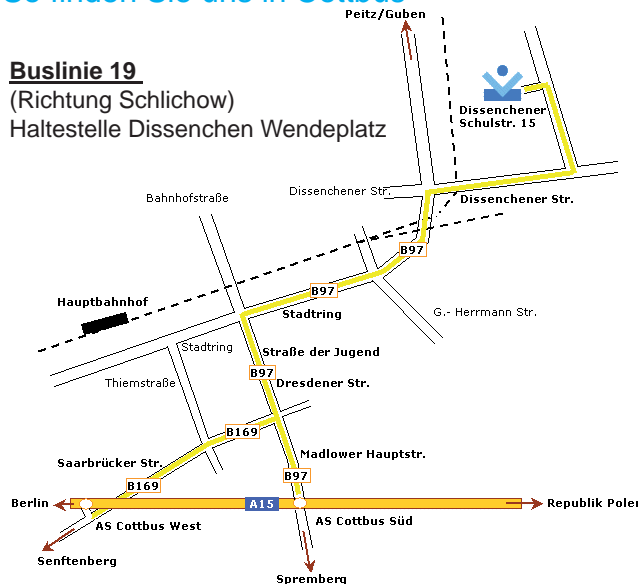 So finden Sie uns in Cottbus
Peitz/Guben
Buslinie 19
(Richtung Schlichow)
Haltestelle Dissenchen Wendeplatz
Dissenchener
Schulstr. 15
Bahnhofstraße
Dissenchener Str.
Dissenchener Str.
B97
B97
Hauptbahnhof
Stadtring
G.- Herrmann Str.
Stadtring
Straße der Jugend
B97
Thiemstraße
Dresdener Str.
B169
Madlower Hauptstr.
Saarbrücker Str.
B97
B169
Berlin
A15
Republik Polen
AS Cottbus West
AS Cottbus Süd
Senftenberg
Spremberg